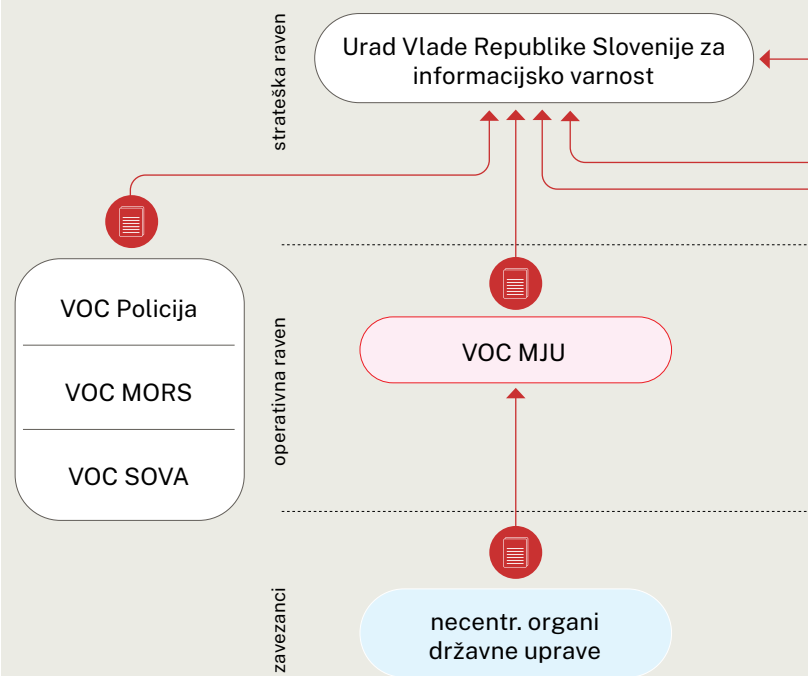 strateška raven
Urad Vlade Republike Slovenije za
informacijsko varnost
VOC Policija
VOC MORS
VOC SOVA
operativna raven
VOC MJU
zavezanci
necentr. organi
državne uprave